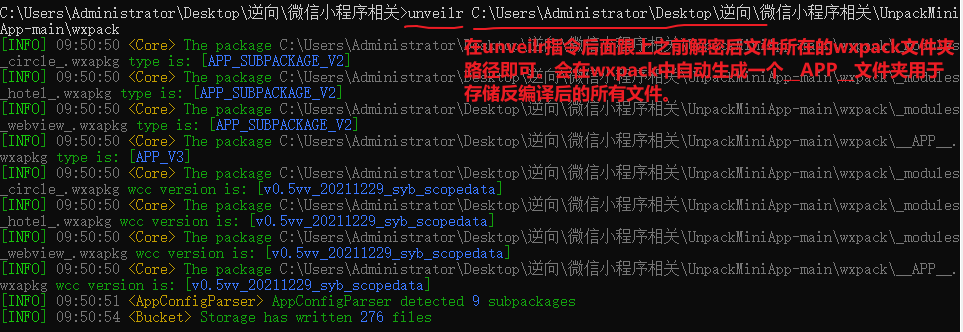 C:\Users\Administrator\Desktop\逆向\微信小程序相关>unveilr C:\Users\Administrator\Desktop\逆向\微信小程序相关\UnpackMini
App-main\wxpack
[INFO] 09:50:50 <Core> The package C:\Users\Administrator\Desktop\逆向\微信小程序相关\UnpackMiniApp-main\wxpack\_modules
_circle_.wxapkg type is: [APP_SUBPACKAGE_V2]
[INFO] 09:50:50 <Core> The package C:\Users\Administrator\Desktop\逆向\微信小程序相关\UnpackMiniApp-main\wxpack\_modules
_hotel_.wxapkg type is: [APP_SUBPACKAGE_V2]
[INFO] 09:50:50 <Core> The package C:\Users\Administrator\Desktop\逆向\微信小程序相关\UnpackMiniApp-main\wxpack\_modules
_webview_.wxapkg type is: [APP_SUBPACKAGE_V2]
[INFO] 09:50:50 <Core> The package C:\Users\Administrator\Desktop\逆向\微信小程序相关\UnpackMiniApp-main\wxpack\__APP__.
wxapkg type is: [APP_V3]
[INFO] 09:50:50 <Core> The package C:\Users\Administrator\Desktop\逆向\微信小程序相关\UnpackMiniApp-main\wxpack\_modules
_circle_.wxapkg wcc version is: [v0.5vv_20211229_syb_scopedata]
[INFO] 09:50:50 <Core> The package C:\Users\Administrator\Desktop\逆向\微信小程序相关\UnpackMiniApp-main\wxpack\_modules
_hotel_.wxapkg wcc version is: [v0.5vv_20211229_syb_scopedata]
[INFO] 09:50:50 <Core> The package C:\Users\Administrator\Desktop\逆向\微信小程序相关\UnpackMiniApp-main\wxpack\_modules
_webview_.wxapkg wcc version is: [v0.5vv_20211229_syb_scopedata]
[INFO] 09:50:50 <Core> The package C:\Users\Administrator\Desktop\逆向\微信小程序相关\UnpackMiniApp-main\wxpack\__APP__.
wxapkg wcc version is: [v0.5vv_20211229_syb_scopedata]
[INFO] 09:50:51 <AppConfigParser> AppConfigParser detected 9 subpackages
[INFO] 09:50:54 <Bucket> Storage has written 276 files
在unveilr指令后面跟上之前解密后文件所在的wxpack文件夹
路径即可，会在wxpack中自动生成一个__APP__文件夹用于
存储反编译后的所有文件。